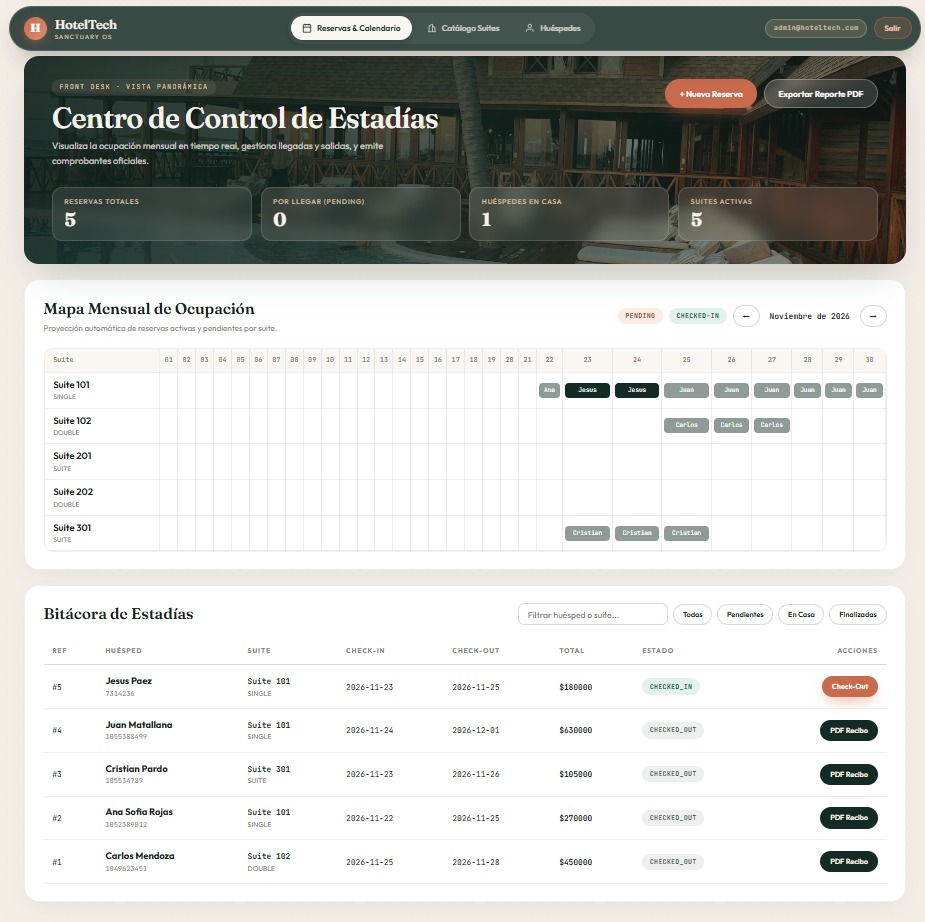 H HotelTech
SANCTUARY OS
Reservas & Calendario
Catálogo Suites
Huéspedes
admin@hoteltech.com
Salir
FRONT DESK · VISTA PANORÁMICA
Centro de Control de Estadías
Visualiza la ocupación mensual en tiempo real, gestiona llegadas y salidas, y emite
comprobantes oficiales.
+ Nueva Reserva
Exportar Reporte PDF
RESERVAS TOTALES
5
POR LLEGAR (PENDING)
0
HUÉSPEDES EN CASA
1
SUITES ACTIVAS
5
Mapa Mensual de Ocupación
Proyección automática de reservas activas y pendientes por suite.
PENDING
CHECKED-IN
←
Noviembre de 2026
→
Suite 01 02 03 04 05 06 07 08 09 10 11 12 13 14 15 16 17 18 19 20 21 22 23 24 25 26 27 28 29 30
Suite 101 Ana Jesus Jesus Juan Juan Juan Juan Juan Juan
SINGLE
Suite 102 Carlos Carlos Carlos
DOUBLE
Suite 201
SUITE
Suite 202
DOUBLE
Suite 301 Cristian Cristian Cristian
SUITE
Bitácora de Estadías
Filtrar huésped o suite...
Todas
Pendientes
En Casa
Finalizadas
REF HUÉSPED SUITE CHECK-IN CHECK-OUT TOTAL ESTADO ACCIONES
#5 Jesus Paez Suite 101 2026-11-23 2026-11-25 $180000 CHECKED_IN Check-Out
7314236 SINGLE
#4 Juan Matallana Suite 101 2026-11-24 2026-12-01 $630000 CHECKED_OUT PDF Recibo
1055388499 SINGLE
#3 Cristian Pardo Suite 301 2026-11-23 2026-11-26 $105000 CHECKED_OUT PDF Recibo
105534789 SUITE
#2 Ana Sofia Rojas Suite 101 2026-11-22 2026-11-25 $270000 CHECKED_OUT PDF Recibo
1052389012 SINGLE
#1 Carlos Mendoza Suite 102 2026-11-25 2026-11-28 $450000 CHECKED_OUT PDF Recibo
1049623451 DOUBLE